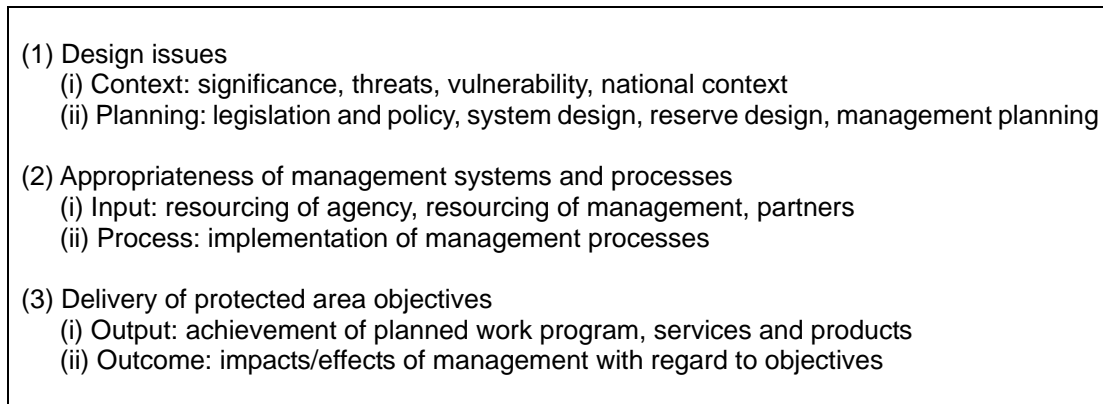 (1) Design issues
(i) Context: significance, threats, vulnerability, national context
(ii) Planning: legislation and policy, system design, reserve design, management planning
(2) Appropriateness of management systems and processes
(i) Input: resourcing of agency, resourcing of management, partners
(ii) Process: implementation of management processes
(3) Delivery of protected area objectives
(i) Output: achievement of planned work program, services and products
(ii) Outcome: impacts/effects of management with regard to objectives